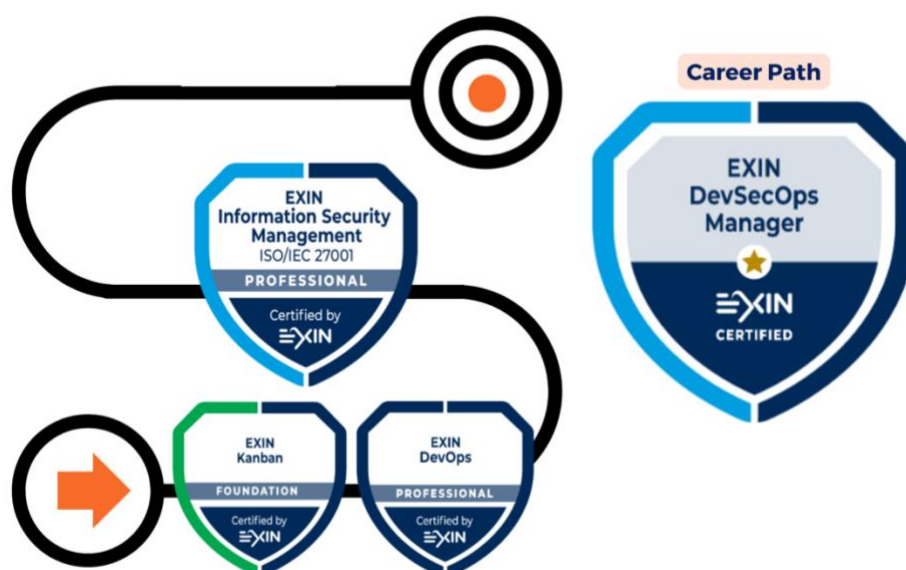 Career Path
EXIN
DevSecOps
Manager
EXIN
CERTIFIED
EXIN
Information Security
Management
ISO/IEC 27001
PROFESSIONAL
Certified by
EXIN
EXIN
Kanban
FOUNDATION
Certified by
EXIN
EXIN
DevOps
PROFESSIONAL
Certified by
EXIN